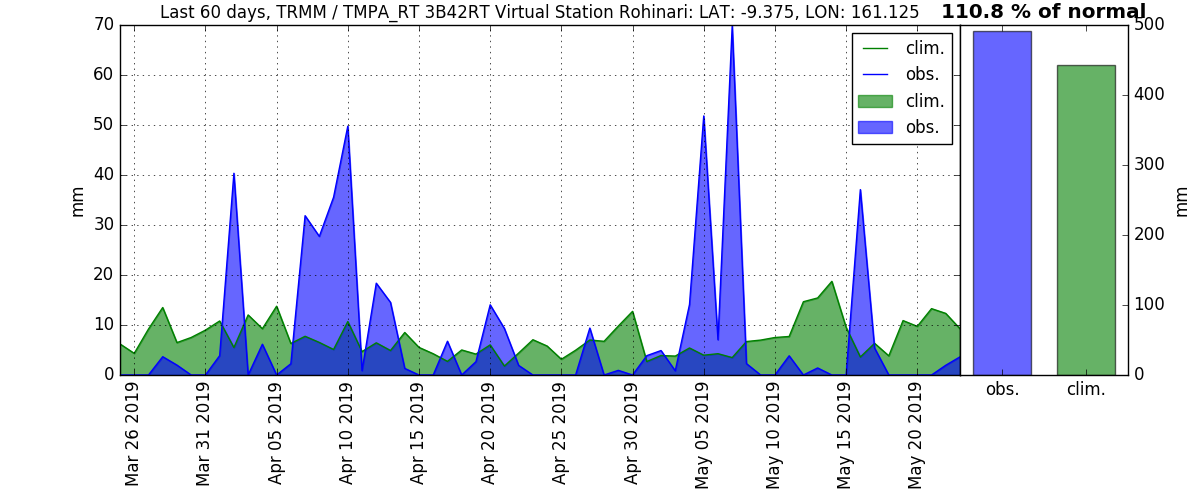 Last 60 days, TRMM / TMPA_RT 3B42RT Virtual Station Rohinari: LAT: -9.375, LON: 161.125
110.8 % of normal
70
60
50
40
30
20
10
0
mm
clim.
obs.
clim.
obs.
500
400
300
200
100
0
mm
Mar 26 2019
Mar 31 2019
Apr 05 2019
Apr 10 2019
Apr 15 2019
Apr 20 2019
Apr 25 2019
Apr 30 2019
May 05 2019
May 10 2019
May 15 2019
May 20 2019
obs.
clim.